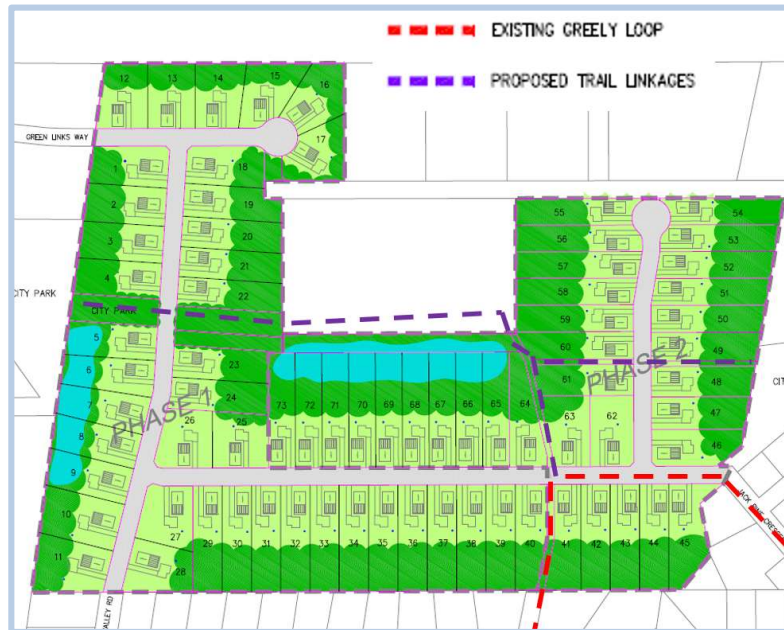 EXISTING GREELY LOOP
PROPOSED TRAIL LINKAGES
12 13 14 15 16
17
GREEN LINKS WAY
1 18
2 19
3 20
4 21
22
CITY PARK
CITY PARK
5
6 23
7 24
8 26 25
9
10 27
11 28
PHASE 1
55 54
56 53
57 52
58 51
59 50
60 49
61 48
63 62 47
46
PHASE 2
73 72 71 70 69 68 67 66 65 64
29 30 31 32 33 34 35 36 37 38 39 40 41 42 43 44 45